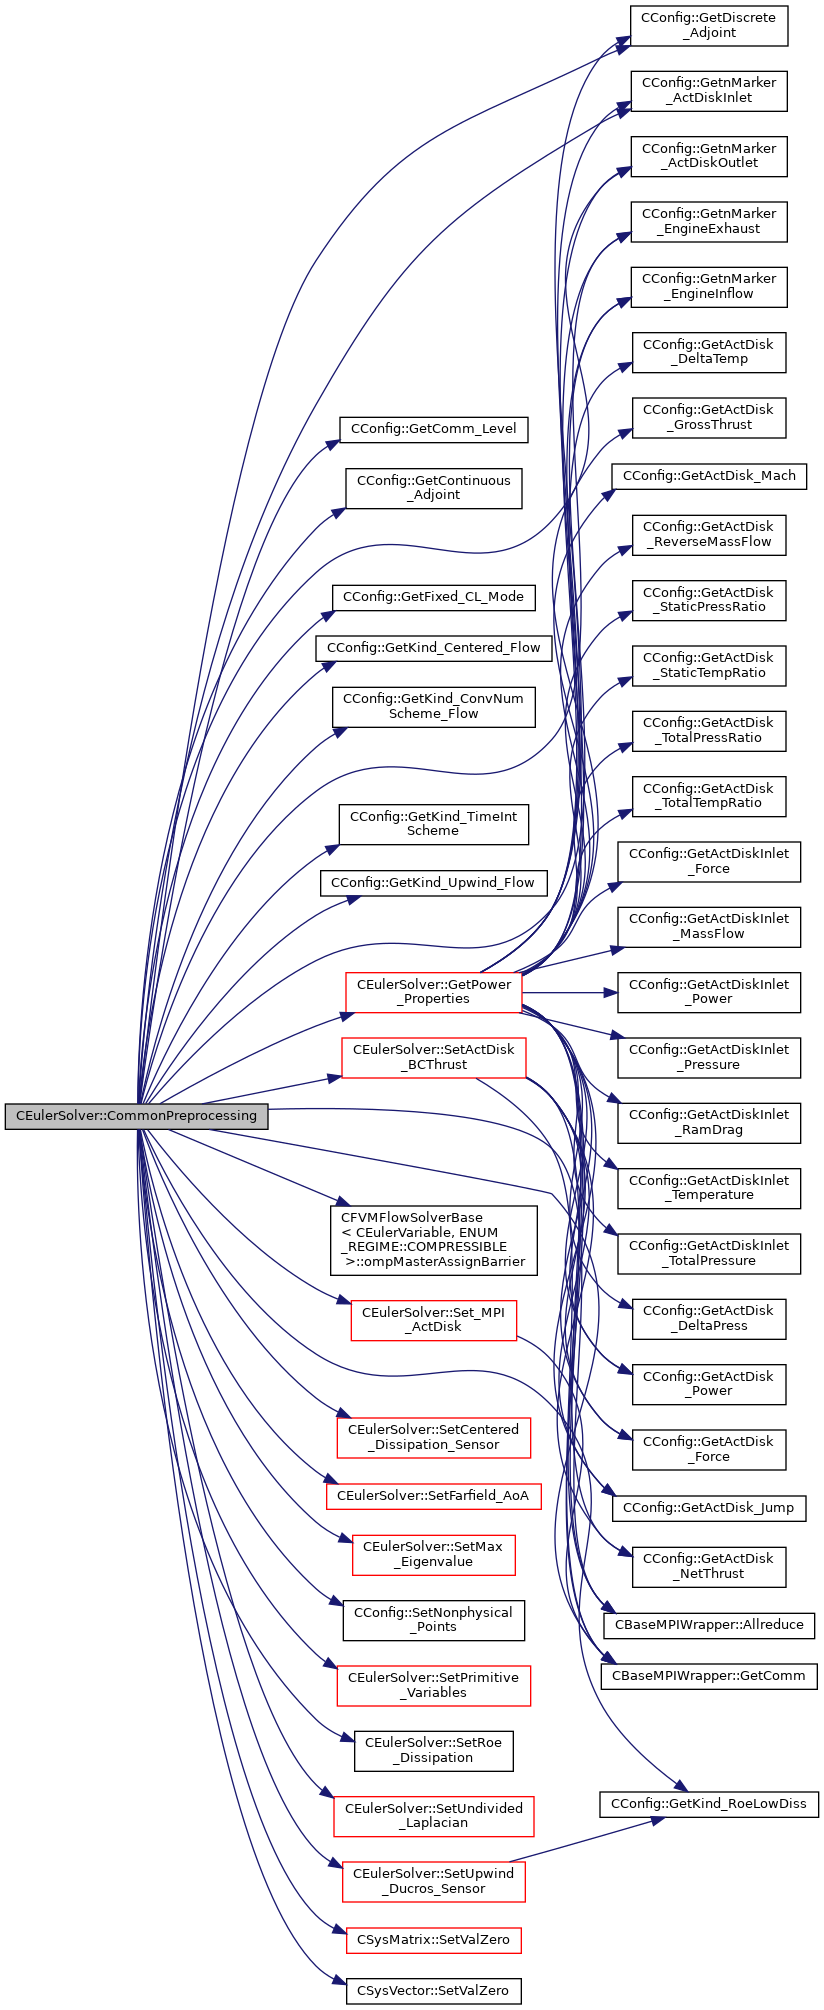 CEulerSolver::CommonPreprocessing
CConfig::GetComm_Level
CConfig::GetContinuous
_Adjoint
CConfig::GetFixed_CL_Mode
CConfig::GetKind_Centered_Flow
CConfig::GetKind_ConvNum
Scheme_Flow
CConfig::GetKind_TimeInt
Scheme
CConfig::GetKind_Upwind_Flow
CEulerSolver::GetPower
_Properties
CEulerSolver::SetActDisk
_BCThrust
CFVMFlowSolverBase
< CEulerVariable, ENUM
_REGIME::COMPRESSIBLE
>::ompMasterAssignBarrier
CEulerSolver::Set_MPI
_ActDisk
CEulerSolver::SetCentered
_Dissipation_Sensor
CEulerSolver::SetFarfield_AoA
CEulerSolver::SetMax
_Eigenvalue
CConfig::SetNonphysical
_Points
CEulerSolver::SetPrimitive
_Variables
CEulerSolver::SetRoe
_Dissipation
CEulerSolver::SetUndivided
_Laplacian
CEulerSolver::SetUpwind
_Ducros_Sensor
CSysMatrix::SetValZero
CSysVector::SetValZero
CConfig::GetDiscrete
_Adjoint
CConfig::GetnMarker
_ActDiskInlet
CConfig::GetnMarker
_ActDiskOutlet
CConfig::GetnMarker
_EngineExhaust
CConfig::GetnMarker
_EngineInflow
CConfig::GetActDisk
_DeltaTemp
CConfig::GetActDisk
_GrossThrust
CConfig::GetActDisk_Mach
CConfig::GetActDisk
_ReverseMassFlow
CConfig::GetActDisk
_StaticPressRatio
CConfig::GetActDisk
_StaticTempRatio
CConfig::GetActDisk
_TotalPressRatio
CConfig::GetActDisk
_TotalTempRatio
CConfig::GetActDiskInlet
_Force
CConfig::GetActDiskInlet
_MassFlow
CConfig::GetActDiskInlet
_Power
CConfig::GetActDiskInlet
_Pressure
CConfig::GetActDiskInlet
_RamDrag
CConfig::GetActDiskInlet
_Temperature
CConfig::GetActDiskInlet
_TotalPressure
CConfig::GetActDisk
_DeltaPress
CConfig::GetActDisk
_Power
CConfig::GetActDisk
_Force
CConfig::GetActDisk_Jump
CConfig::GetActDisk
_NetThrust
CBaseMPIWrapper::Allreduce
CBaseMPIWrapper::GetComm
CConfig::GetKind_RoeLowDiss